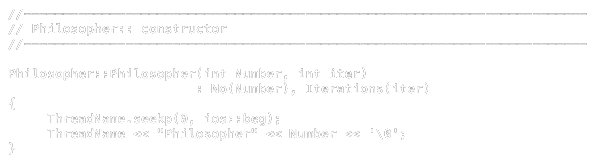 //------------------------------------------------------------------------
// Philosopher:: constructor
//------------------------------------------------------------------------
Philosopher::Philosopher(int Number, int iter)
: No(Number), Iterations(iter)
{
ThreadName.seekp(0, ios::beg);
ThreadName << "Philosopher" << Number << '\0';
}